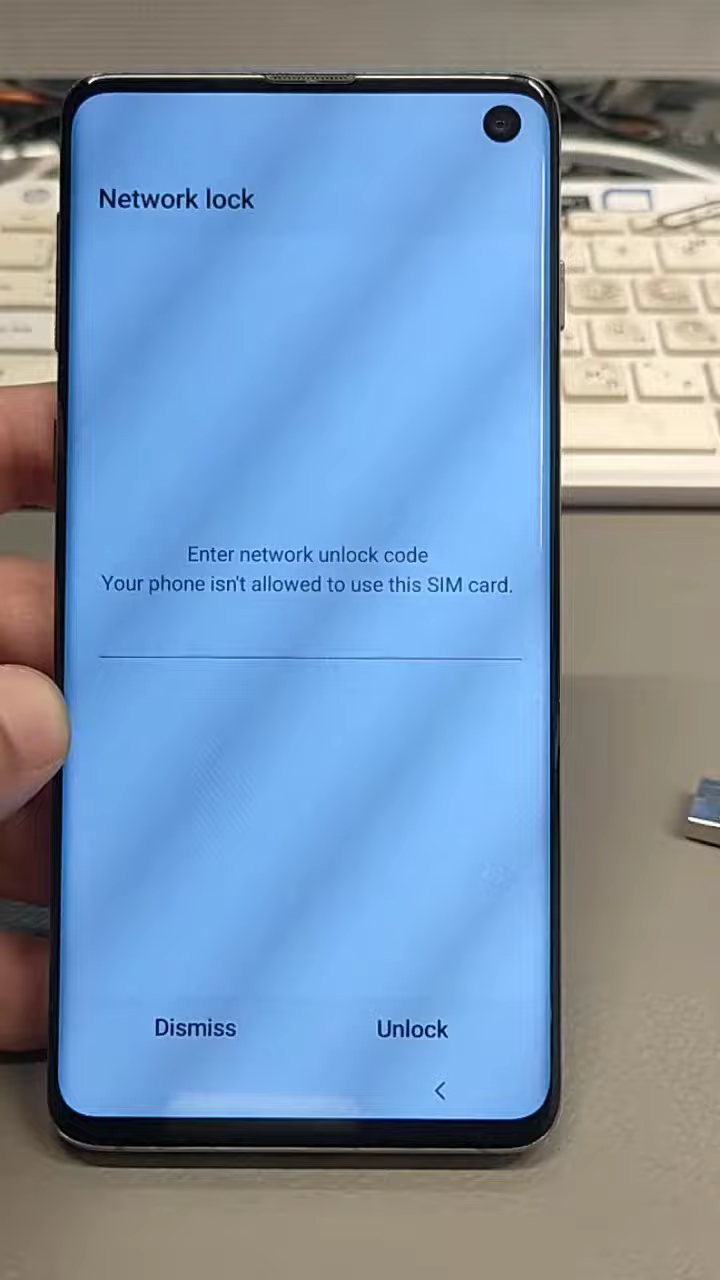 Network lock
Enter network unlock code
Your phone isn't allowed to use this SIM card.
Dismiss
Unlock